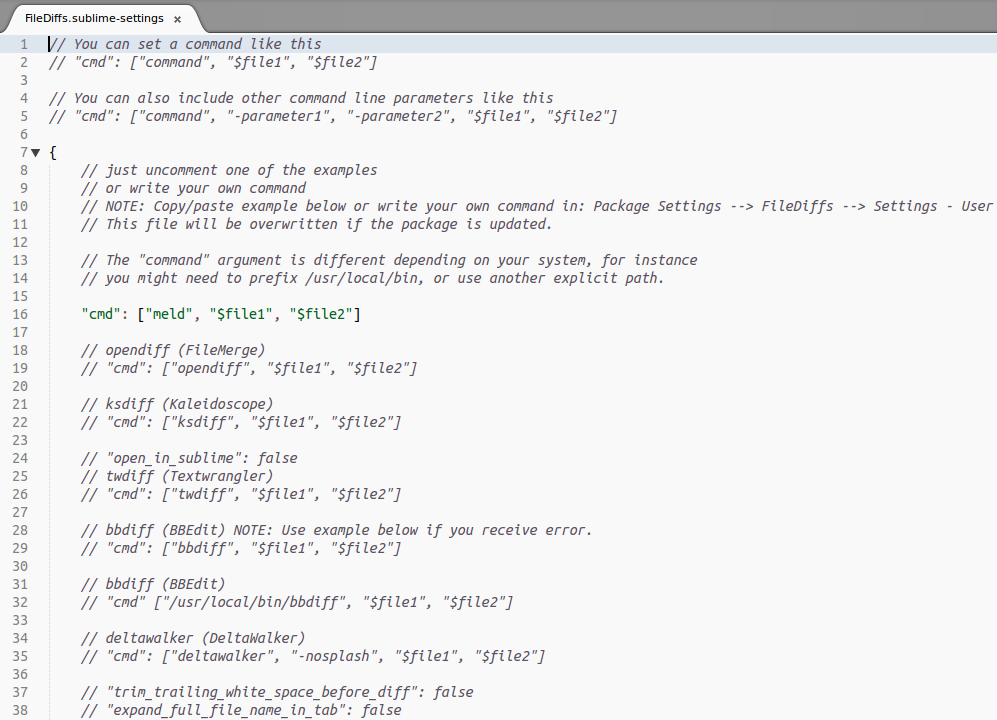 FileDiffs.sublime-settings ×
1 // You can set a command like this
2 // "cmd": ["command", "$file1", "$file2"]
3
4 // You can also include other command line parameters like this
5 // "cmd": ["command", "-parameter1", "-parameter2", "$file1", "$file2"]
6
7 ▼ {
8 // just uncomment one of the examples
9 // or write your own command
10 // NOTE: Copy/paste example below or write your own command in: Package Settings --> FileDiffs --> Settings - User
11 // This file will be overwritten if the package is updated.
12
13 // The "command" argument is different depending on your system, for instance
14 // you might need to prefix /usr/local/bin, or use another explicit path.
15
16 "cmd": ["meld", "$file1", "$file2"]
17
18 // opendiff (FileMerge)
19 // "cmd": ["opendiff", "$file1", "$file2"]
20
21 // ksdiff (Kaleidoscope)
22 // "cmd": ["ksdiff", "$file1", "$file2"]
23
24 // "open_in_sublime": false
25 // twdiff (Textwrangler)
26 // "cmd": ["twdiff", "$file1", "$file2"]
27
28 // bbdiff (BBEdit) NOTE: Use example below if you receive error.
29 // "cmd": ["bbdiff", "$file1", "$file2"]
30
31 // bbdiff (BBEdit)
32 // "cmd" ["/usr/local/bin/bbdiff", "$file1", "$file2"]
33
34 // deltawalker (DeltaWalker)
35 // "cmd": ["deltawalker", "-nosplash", "$file1", "$file2"]
36
37 // "trim_trailing_white_space_before_diff": false
38 // "expand_full_file_name_in_tab": false